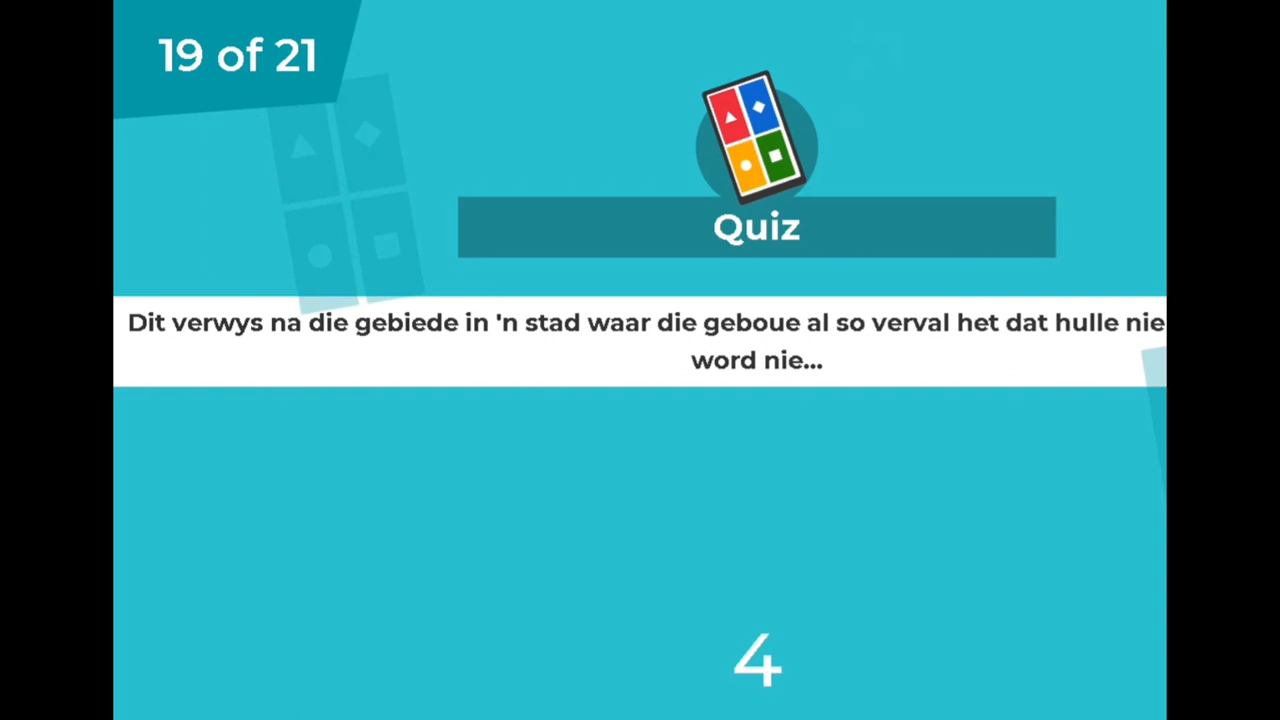 19 of 21
Quiz
Dit verwys na die gebiede in 'n stad waar die geboue al so verval het dat hulle nie
word nie...
4